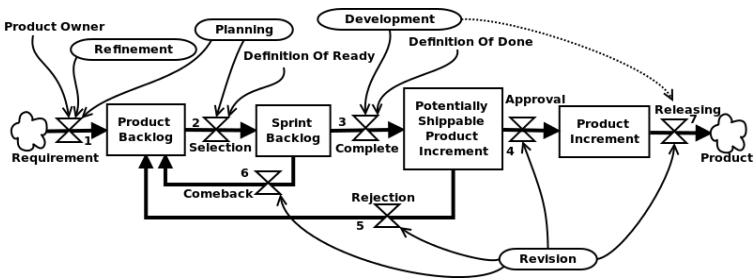 Product Owner
Refinement
Planning
Development
Definition Of Ready
Definition Of Done
Requirement
1
Product
Backlog
2
Selection
Sprint
Backlog
3
Complete
Potentially
Shippable
Product
Increment
Approval
4
Product
Increment
Releasing
7
Product
6
Comeback
Rejection
5
Revision